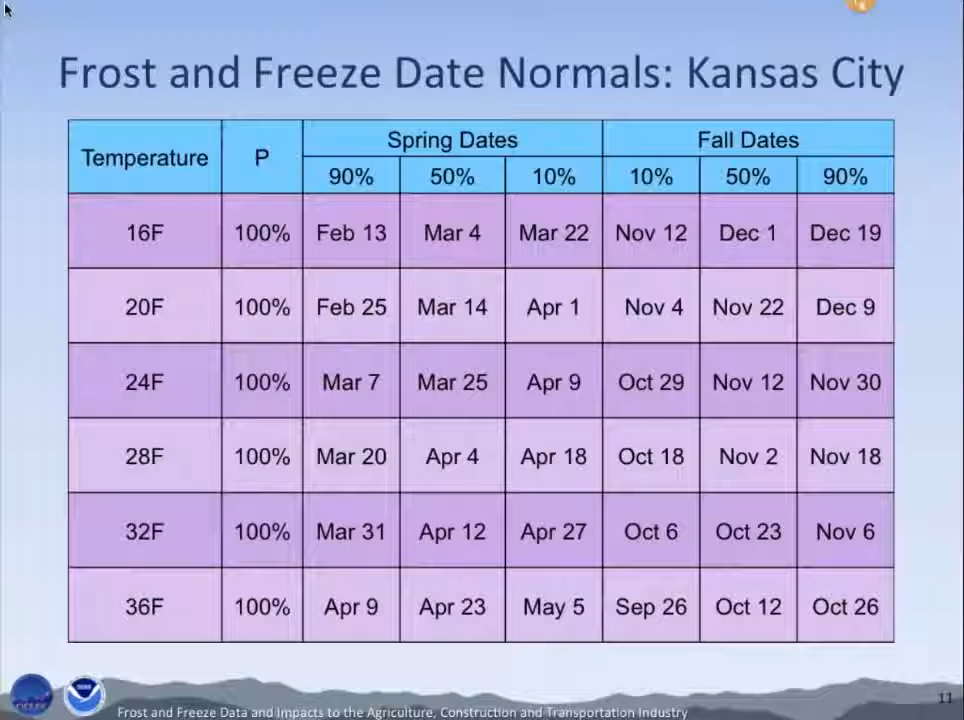 Frost and Freeze Date Normals: Kansas City
Temperature P Spring Dates Fall Dates
90% 50% 10% 10% 50% 90%
16F 100% Feb 13 Mar 4 Mar 22 Nov 12 Dec 1 Dec 19
20F 100% Feb 25 Mar 14 Apr 1 Nov 4 Nov 22 Dec 9
24F 100% Mar 7 Mar 25 Apr 9 Oct 29 Nov 12 Nov 30
28F 100% Mar 20 Apr 4 Apr 18 Oct 18 Nov 2 Nov 18
32F 100% Mar 31 Apr 12 Apr 27 Oct 6 Oct 23 Nov 6
36F 100% Apr 9 Apr 23 May 5 Sep 26 Oct 12 Oct 26
11
Frost and Freeze Data and Impacts to the Agriculture, Construction and Transportation Industry